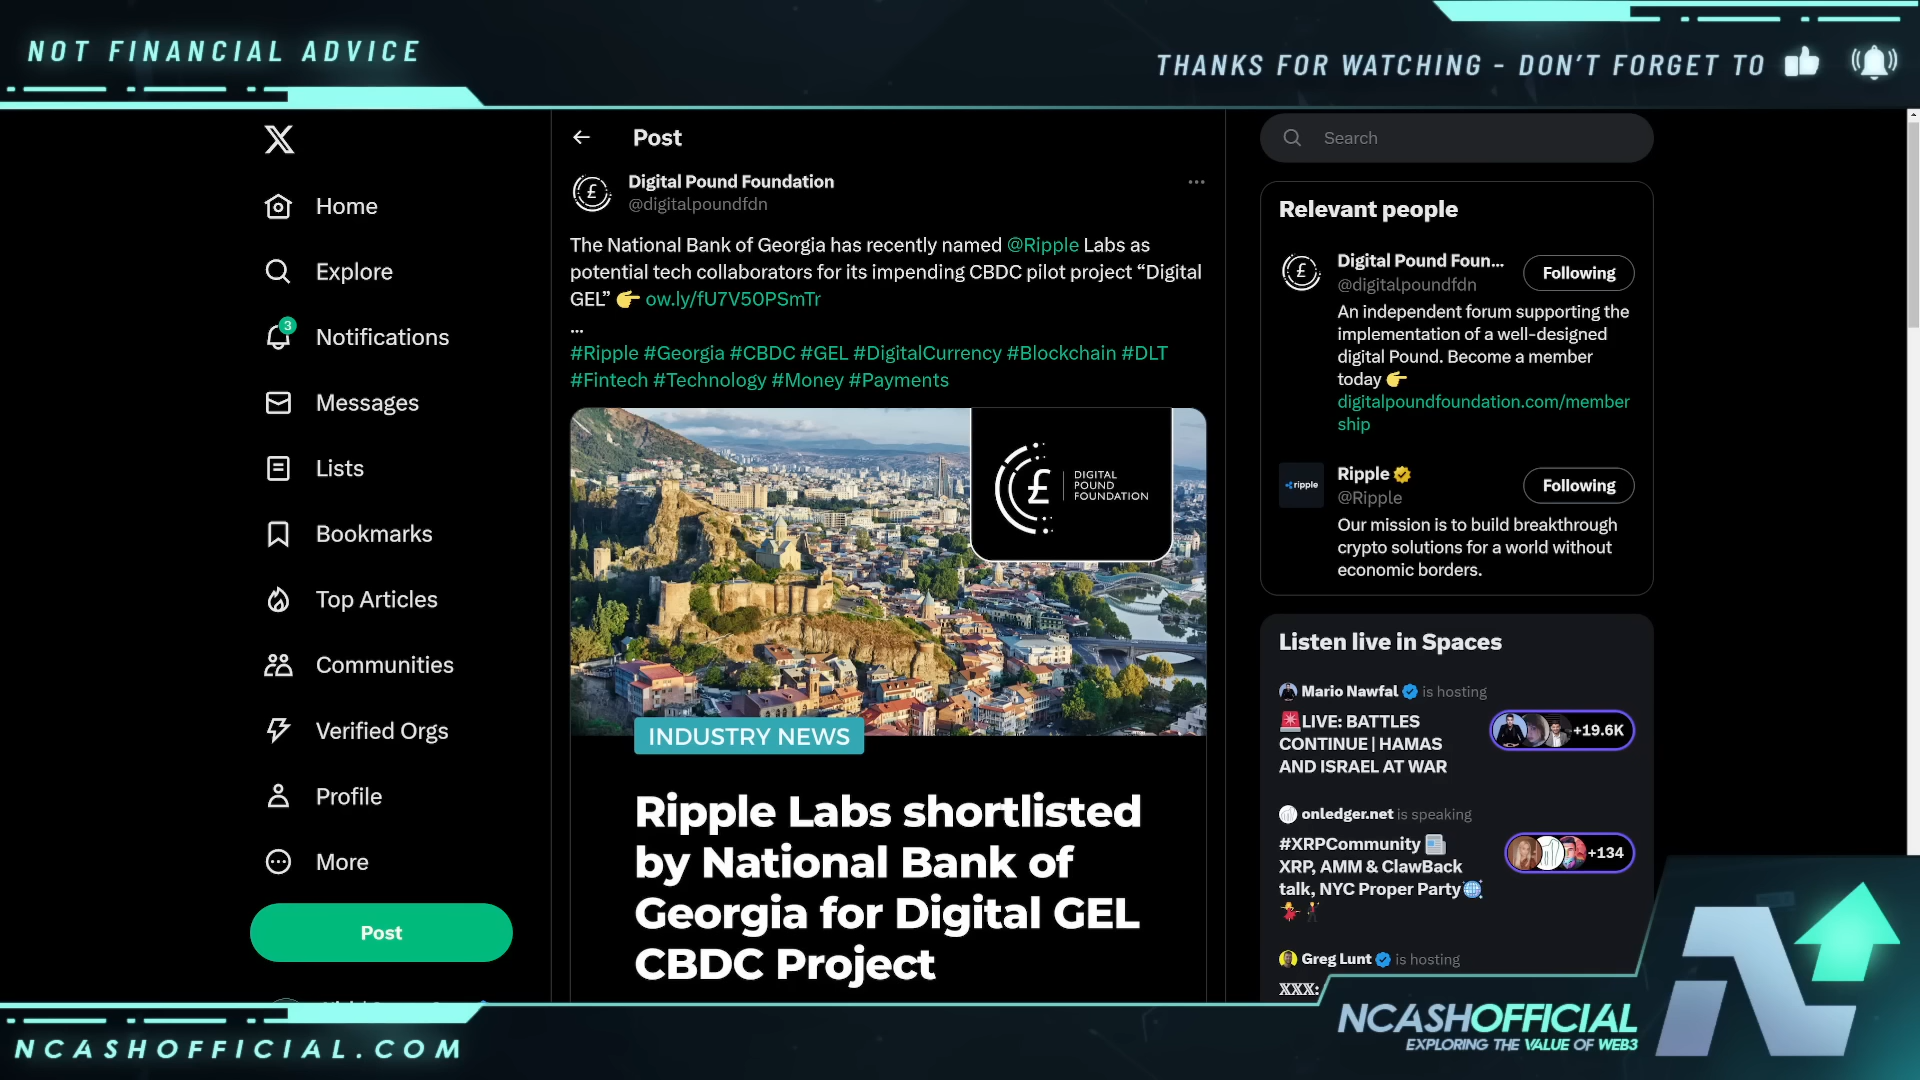 NOT FINANCIAL ADVICE
THANKS FOR WATCHING - DON'T FORGET TO
Home
Explore
3
Notifications
Messages
Lists
Bookmarks
Top Articles
Communities
Verified Orgs
Profile
More
Post
Post
Digital Pound Foundation
@digitalpoundfdn
The National Bank of Georgia has recently named @Ripple Labs as
potential tech collaborators for its impending CBDC pilot project “Digital
GEL” 👉 ow.ly/fU7V50PSmTr
...
#Ripple #Georgia #CBDC #GEL #DigitalCurrency #Blockchain #DLT
#Fintech #Technology #Money #Payments
£
DIGITAL
POUND
FOUNDATION
INDUSTRY NEWS
Ripple Labs shortlisted
by National Bank of
Georgia for Digital GEL
CBDC Project
Search
Relevant people
Digital Pound Foun...
@digitalpoundfdn
Following
An independent forum supporting the
implementation of a well-designed
digital Pound. Become a member
today 👉
digitalpoundfoundation.com/member
ship
ripple
Ripple
@Ripple
Following
Our mission is to build breakthrough
crypto solutions for a world without
economic borders.
Listen live in Spaces
Mario Nawfal is hosting
🚨LIVE: BATTLES
CONTINUE | HAMAS
AND ISRAEL AT WAR
+19.6K
onledger.net is speaking
#XRPCommunity 📰
XRP, AMM & ClawBack
talk, NYC Proper Party🌐
💃🕺
+134
Greg Lunt is hosting
XXX:
NCASHOFFICIAL.COM
NCASHOFFICIAL
EXPLORING THE VALUE OF WEB3